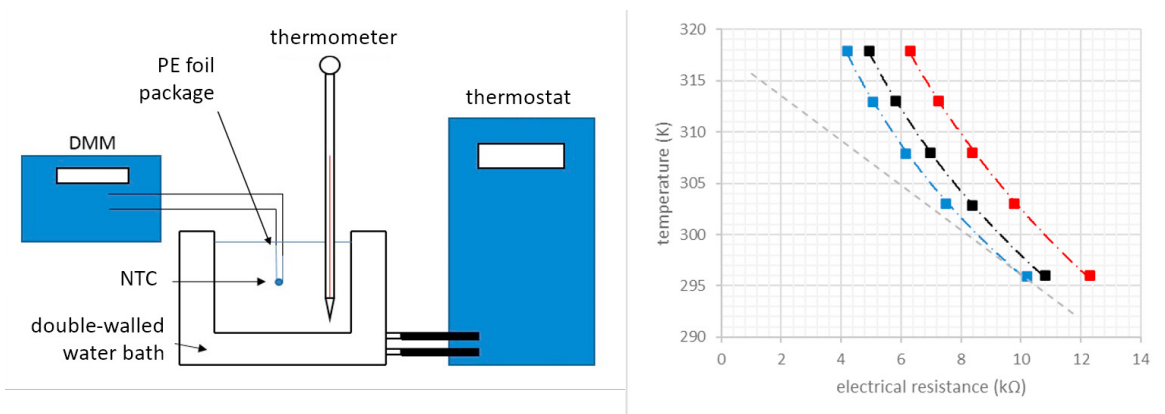 thermometer
PE foil
package
thermostat
DMM
NTC
double-walled
water bath
320
315
310
305
300
295
290
temperature (K)
0 2 4 6 8 10 12 14
electrical resistance (kΩ)